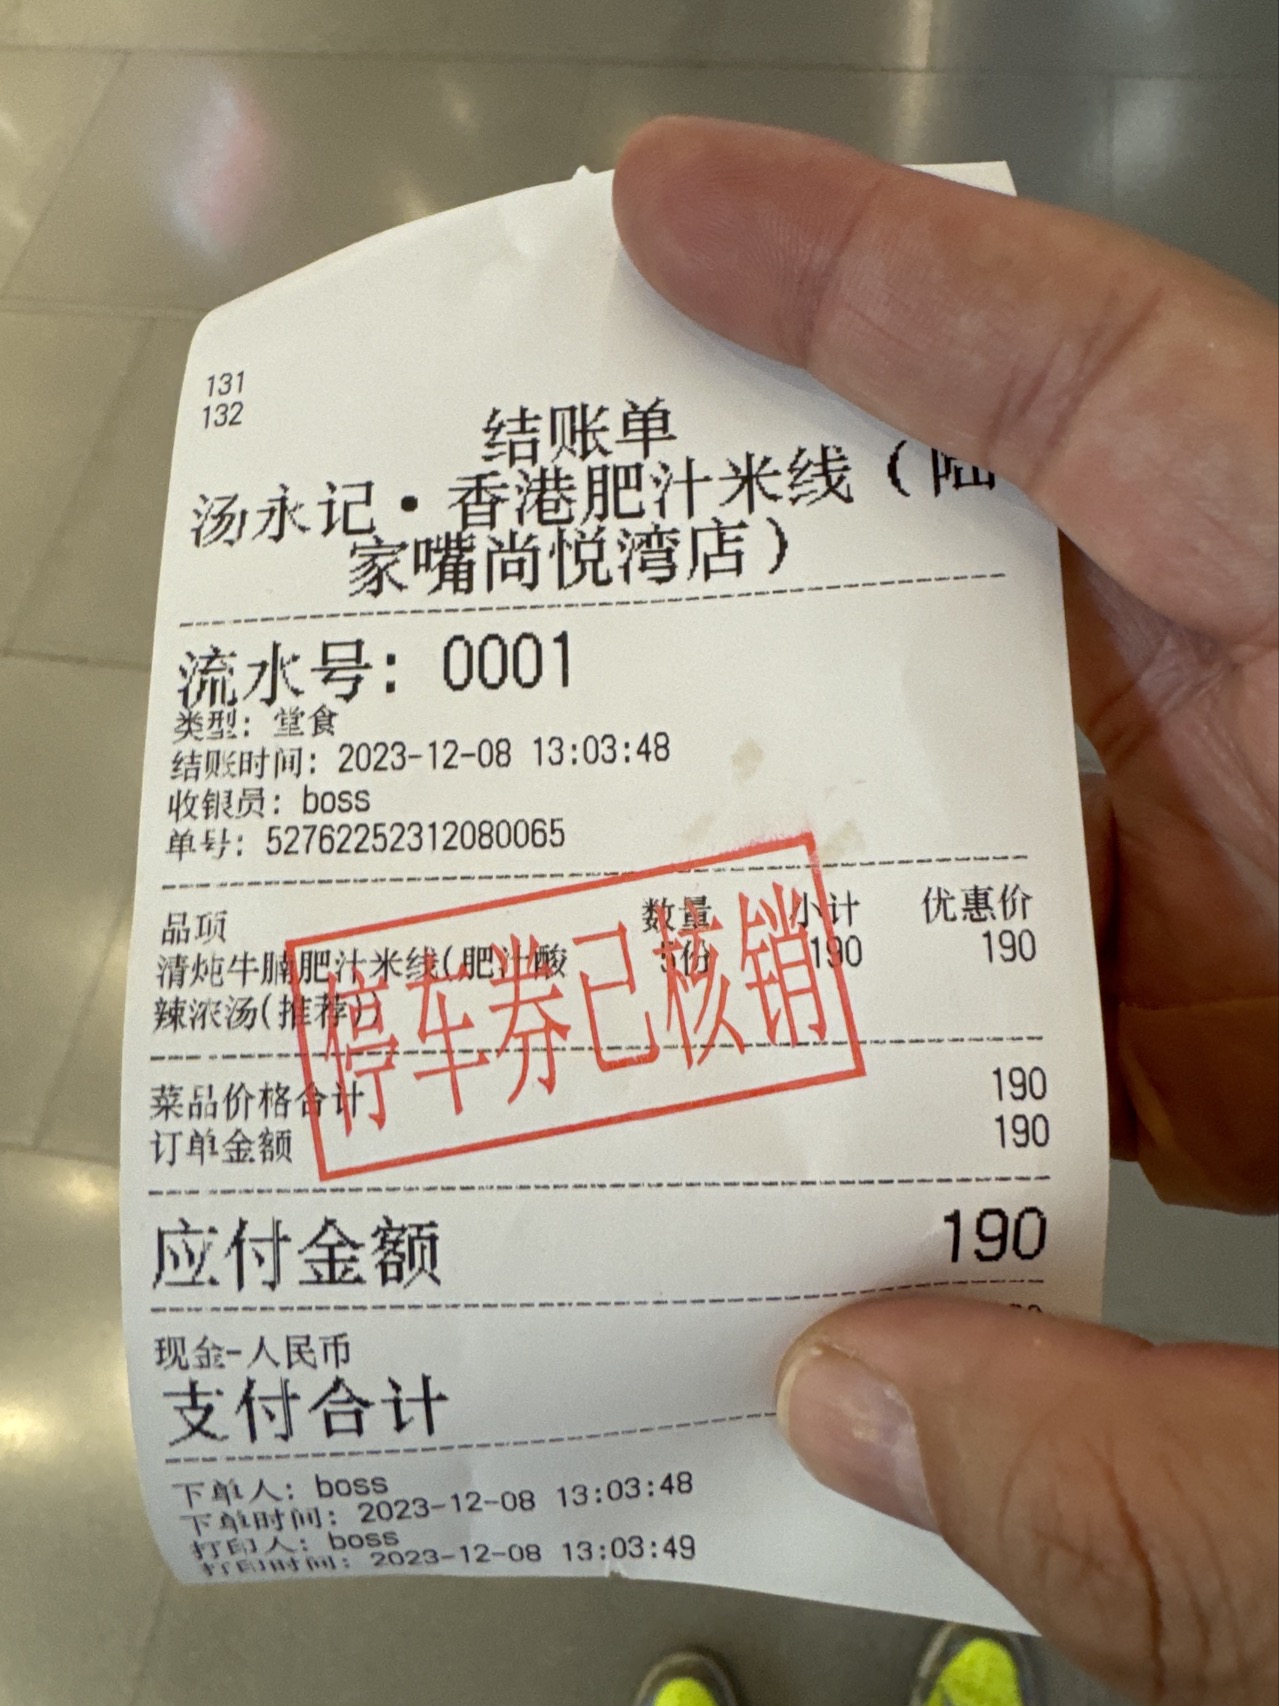 131
132
结账单
汤永记·香港肥汁米线（陆
家嘴尚悦湾店）
流水号：0001
类型：堂食
结账时间：2023-12-08 13:03:48
收银员：boss
单号：52762252312080065
品项 数量 小计 优惠价
清炖牛腩肥汁米线(肥汁酸 5份 190 190
辣浓汤(推荐))
停车券已核销
菜品价格合计 190
订单金额 190
应付金额 190
现金-人民币
支付合计
下单人：boss
下单时间：2023-12-08 13:03:48
打印人：boss
打印时间：2023-12-08 13:03:49